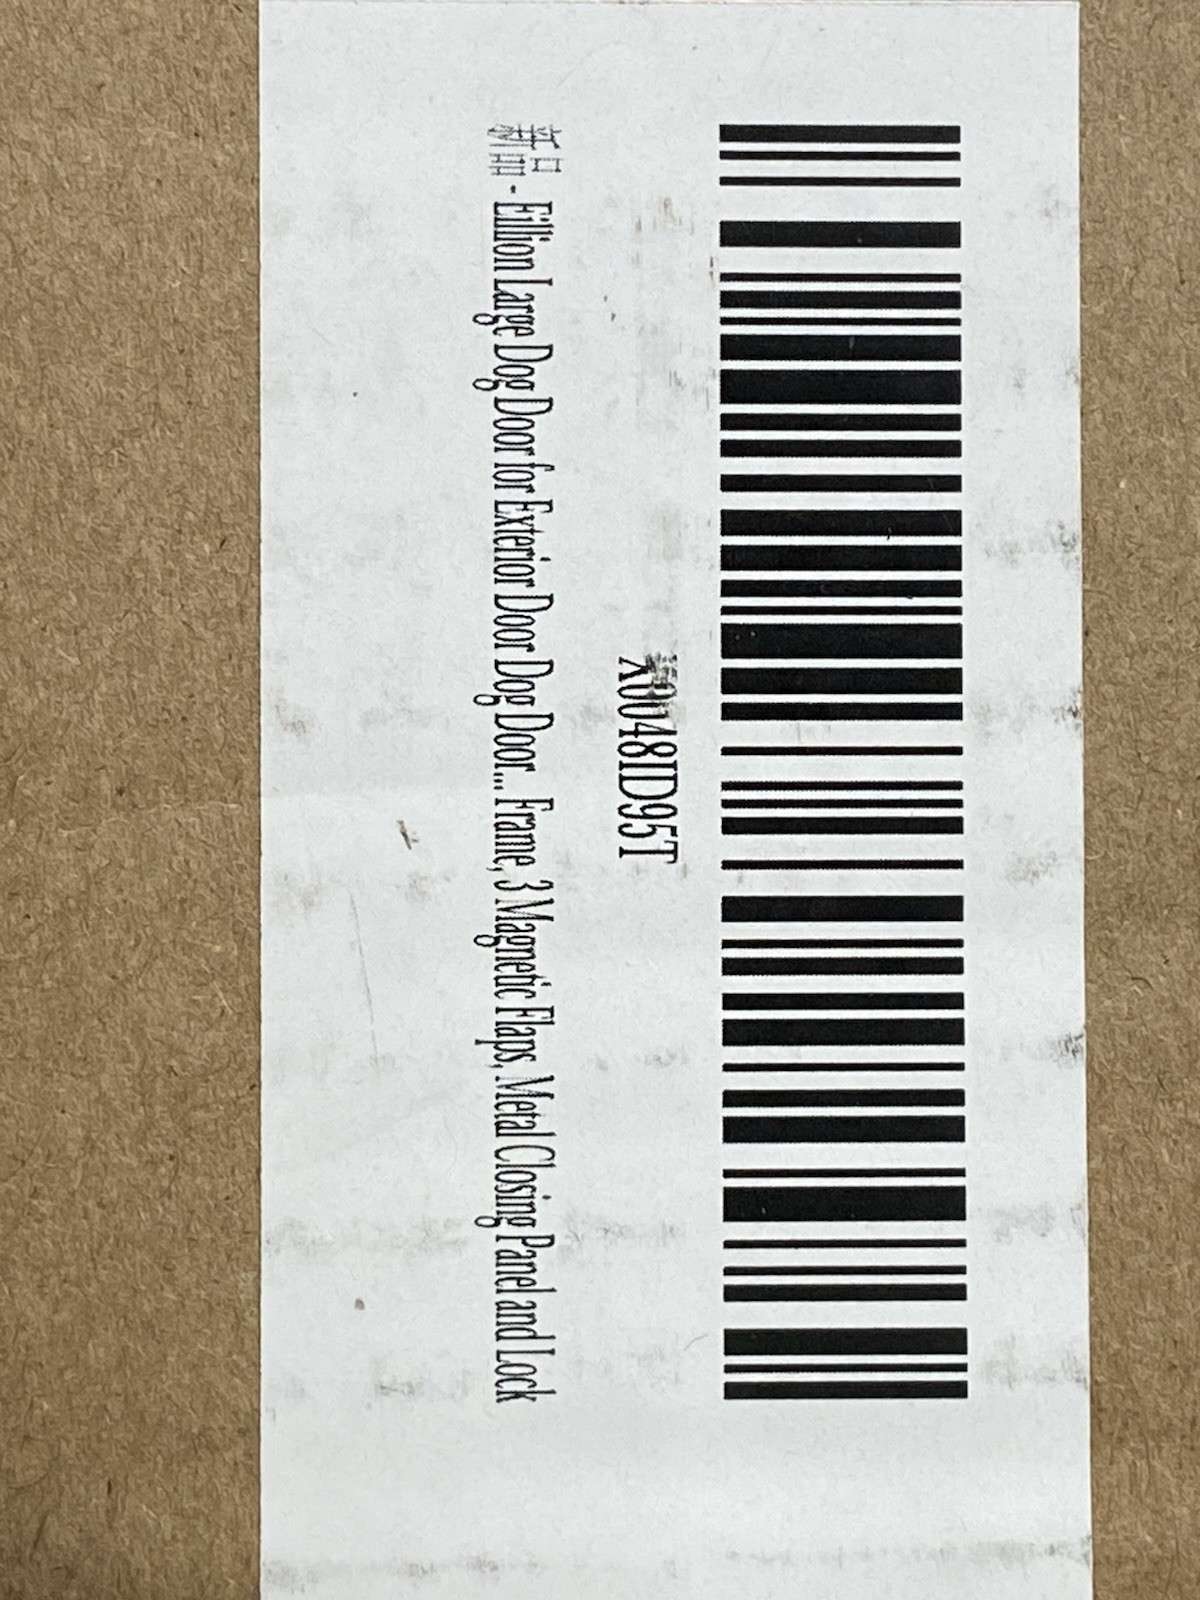 X0048ID95T
新品 - Eillion Large Dog Door for Exterior Door Dog Door... Frame, 3 Magnetic Flaps, Metal Closing Panel and Lock